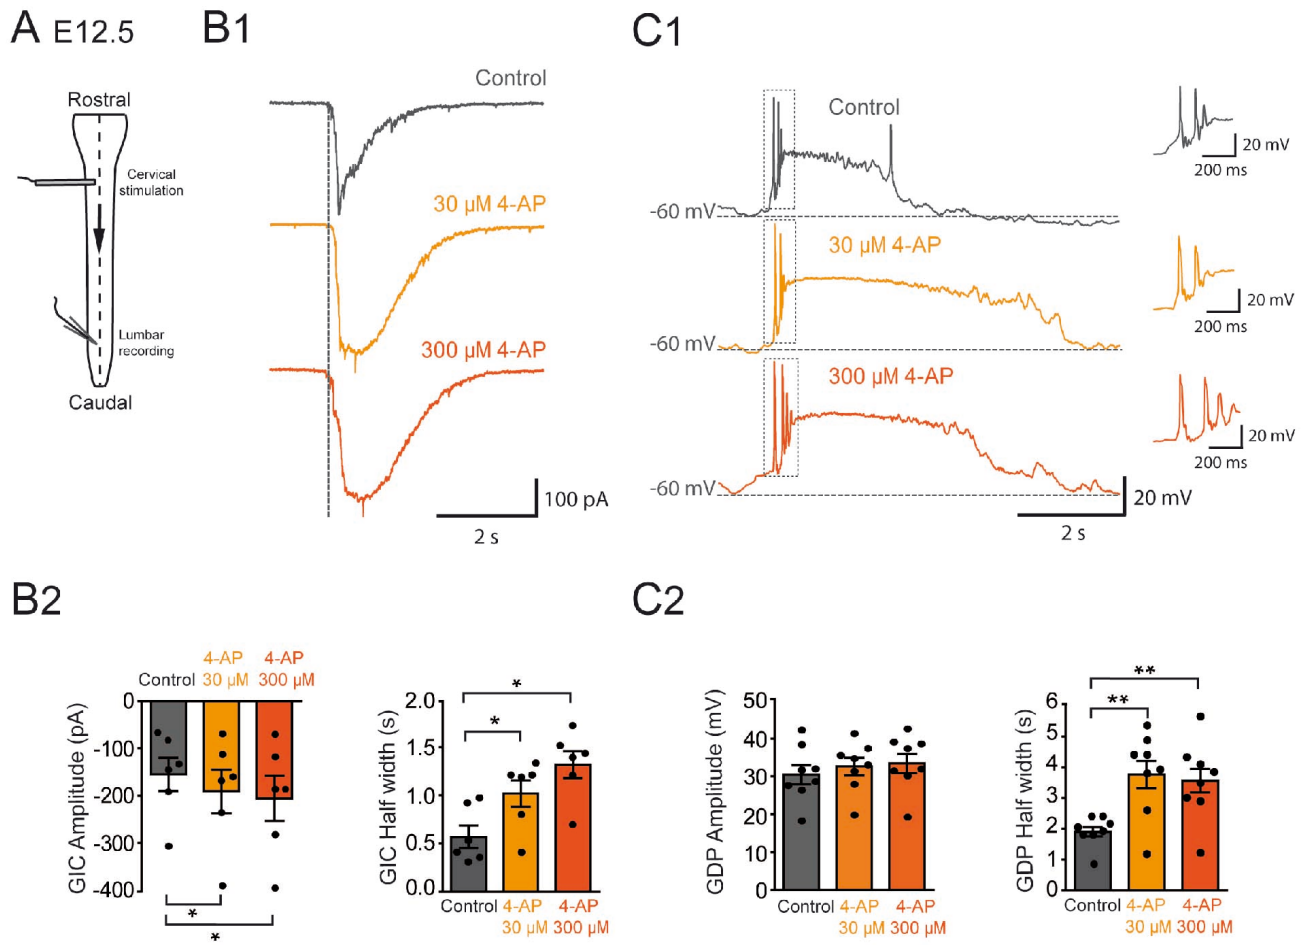 A E12.5
Rostral
Cervical
stimulation
Lumbar
recording
Caudal
B1
Control
30 µM 4-AP
300 µM 4-AP
100 pA
2 s
C1
Control
-60 mV
30 µM 4-AP
-60 mV
300 µM 4-AP
-60 mV
20 mV
2 s
20 mV
200 ms
20 mV
200 ms
20 mV
200 ms
B2
GIC Amplitude (pA)
0
-100
-200
-300
-400
Control
4-AP
30 µM
4-AP
300 µM
*
*
GIC Half width (s)
2.0
1.5
1.0
0.5
0.0
*
*
Control
4-AP
30 µM
4-AP
300 µM
C2
GDP Amplitude (mV)
50
40
30
20
10
0
Control
4-AP
30 µM
4-AP
300 µM
GDP Half width (s)
6
5
4
3
2
1
0
**
**
Control
4-AP
30 µM
4-AP
300 µM